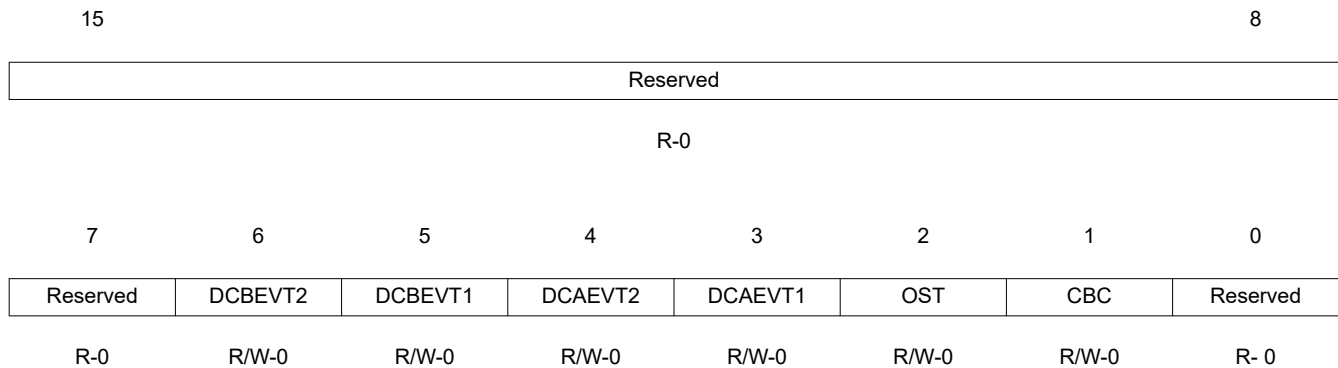 15 8
Reserved
R-0
7 6 5 4 3 2 1 0
Reserved DCBEVT2 DCBEVT1 DCAEVT2 DCAEVT1 OST CBC Reserved
R-0 R/W-0 R/W-0 R/W-0 R/W-0 R/W-0 R/W-0 R- 0